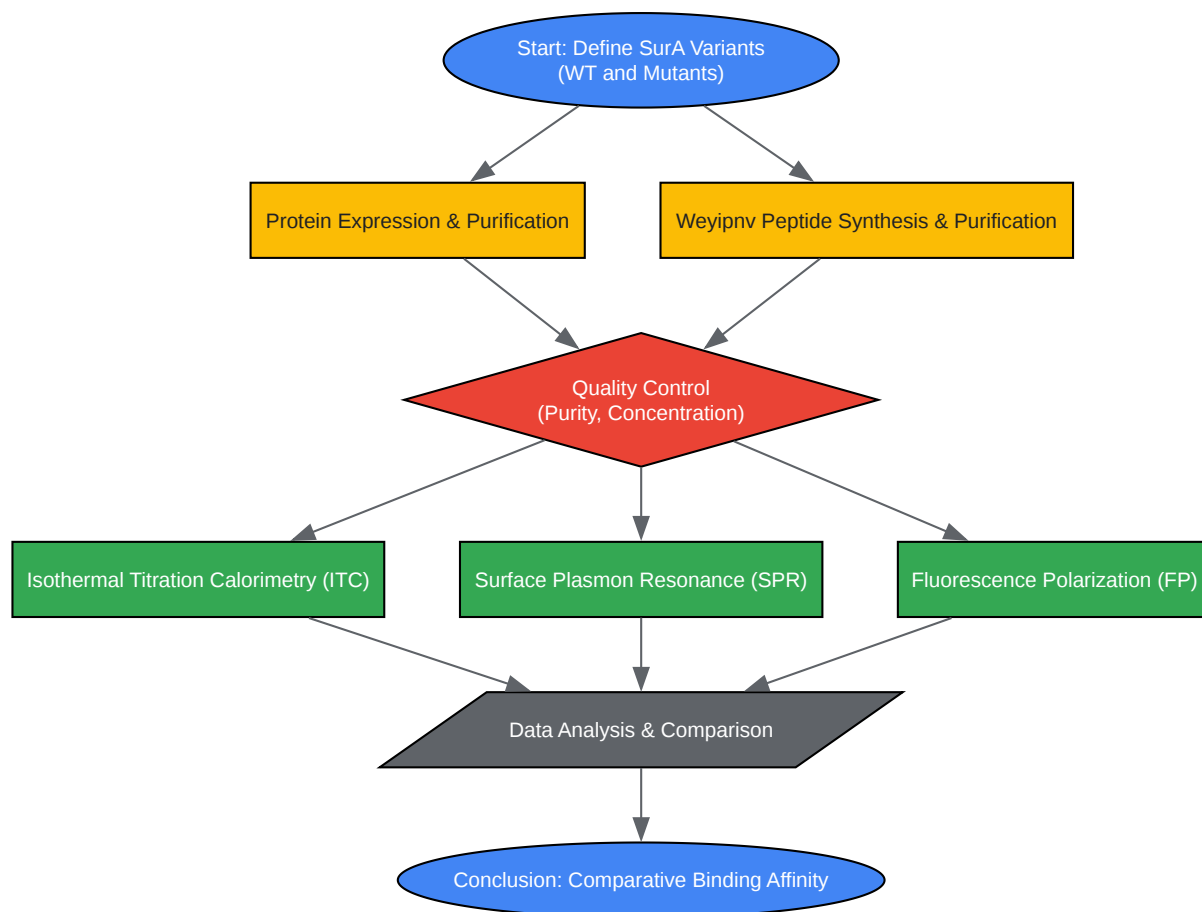 Start: Define SurA Variants
(WT and Mutants)
Protein Expression & Purification
Weyipnv Peptide Synthesis & Purification
Quality Control
(Purity, Concentration)
Isothermal Titration Calorimetry (ITC)
Surface Plasmon Resonance (SPR)
Fluorescence Polarization (FP)
Data Analysis & Comparison
Conclusion: Comparative Binding Affinity